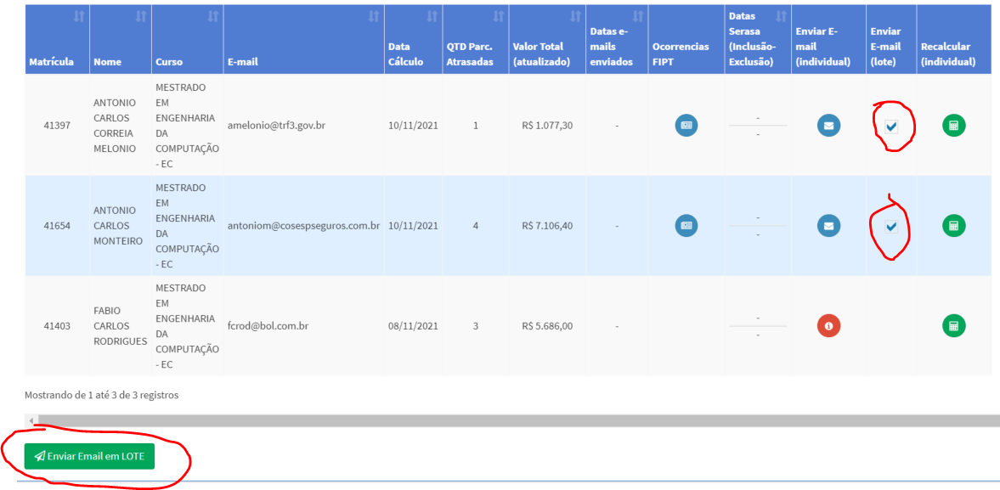 Matrícula Nome Curso E-mail Data Cálculo QTD Parc. Atrasadas Valor Total (atualizado) Datas e-mails enviados Ocorrencias FIPT Datas Serasa (Inclusão-Exclusão) Enviar E-mail (individual) Enviar E-mail (lote) Recalcular (individual)
41397 ANTONIO CARLOS CORREIA MELONIO MESTRADO EM ENGENHARIA DA COMPUTAÇÃO - EC amelonio@trf3.gov.br 10/11/2021 1 R$ 1.077,30 - - -
41654 ANTONIO CARLOS MONTEIRO MESTRADO EM ENGENHARIA DA COMPUTAÇÃO - EC antoniom@cosespseguros.com.br 10/11/2021 4 R$ 7.106,40 - - -
41403 FABIO CARLOS RODRIGUES MESTRADO EM ENGENHARIA DA COMPUTAÇÃO - EC fcrod@bol.com.br 08/11/2021 3 R$ 5.686,00 - - -
Mostrando de 1 até 3 de 3 registros
Enviar Email em LOTE